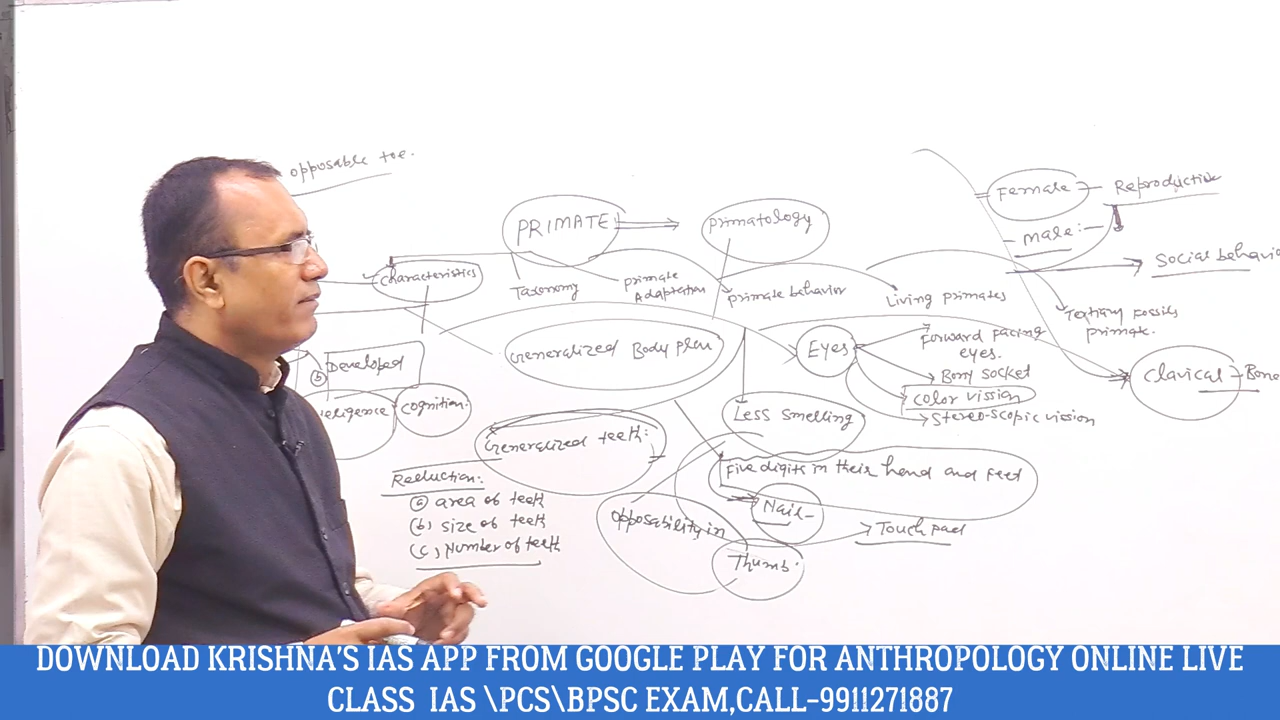 opposable toe.
PRIMATE
primatology
Female
Reproductive
male:-
Social behavio
characteristics
Taxonomy
primate
Adaptation
primate behavior
Living primates
Tertiary Fossils
primate.
Generalized Body plan
Eyes
Forward facing
eyes.
Bony socket
color vission
Stereo-scopic vission
clavical - Bone
(b) Developed
cognition.
Less smelling
Generalized teeth:
Reduction:
(a) area of teeth
(b) size of teeth
(c) Number of teeth
Five digits in their hend and feet
Nail-
opposability in
Thumb.
Touch pad
DOWNLOAD KRISHNA'S IAS APP FROM GOOGLE PLAY FOR ANTHROPOLOGY ONLINE LIVE
CLASS IAS \PCS\BPSC EXAM,CALL-9911271887